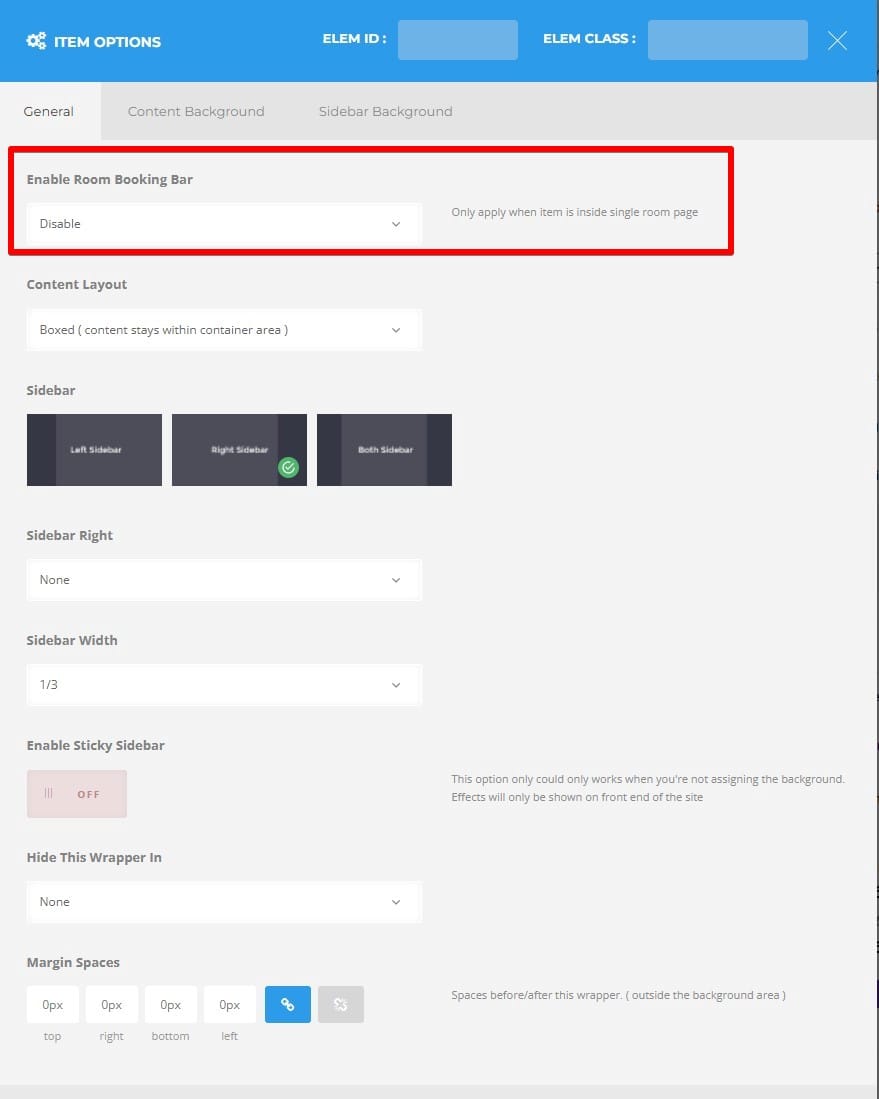 ITEM OPTIONS
ELEM ID :
ELEM CLASS :
General
Content Background
Sidebar Background
Enable Room Booking Bar
Disable
Only apply when item is inside single room page
Content Layout
Boxed ( content stays within container area )
Sidebar
Left Sidebar
Right Sidebar
Both Sidebar
Sidebar Right
None
Sidebar Width
1/3
Enable Sticky Sidebar
OFF
This option only could only works when you're not assigning the background.
Effects will only be shown on front end of the site
Hide This Wrapper In
None
Margin Spaces
0px
0px
0px
0px
Spaces before/after this wrapper. ( outside the background area )
top
right
bottom
left